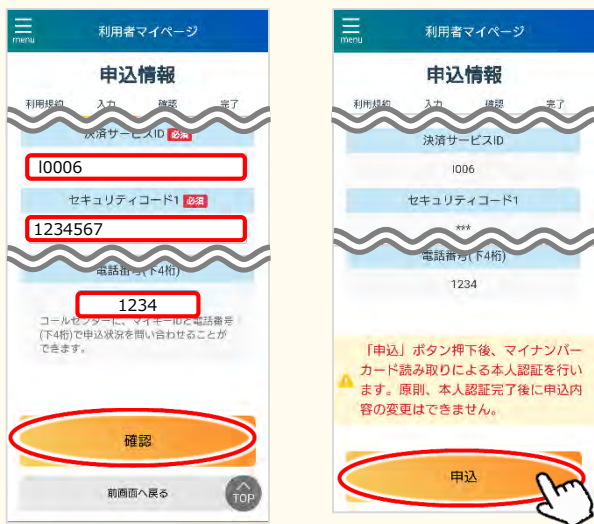 menu
利用者マイページ
申込情報
利用規約 入力 確認 完了
決済サービスID 必須
I0006
セキュリティコード1 必須
1234567
電話番号(下4桁)
1234
コールセンターに、マイキーIDと電話番号
(下4桁)で申込状況を問い合わせることが
できます。
確認
前画面へ戻る
TOP
menu
利用者マイページ
申込情報
利用規約 入力 確認 完了
決済サービスID
I006
セキュリティコード1
***
電話番号(下4桁)
1234
「申込」ボタン押下後、マイナンバー
カード読み取りによる本人認証を行い
ます。原則、本人認証完了後に申込内
容の変更はできません。
申込